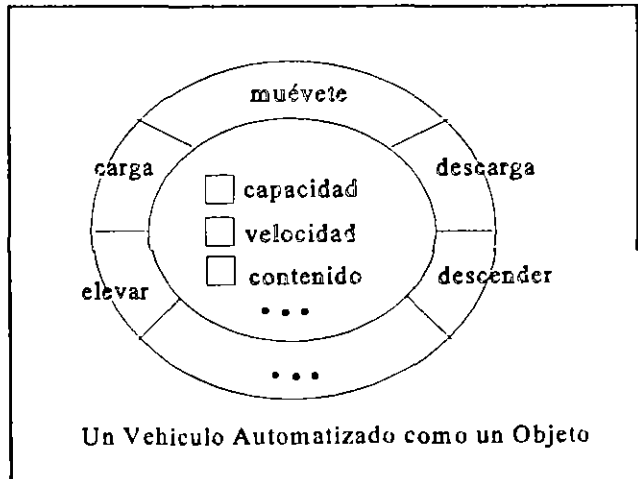 muévete
carga
descarga
capacidad
velocidad
contenido
...
elevar
descender
...
Un Vehiculo Automatizado como un Objeto